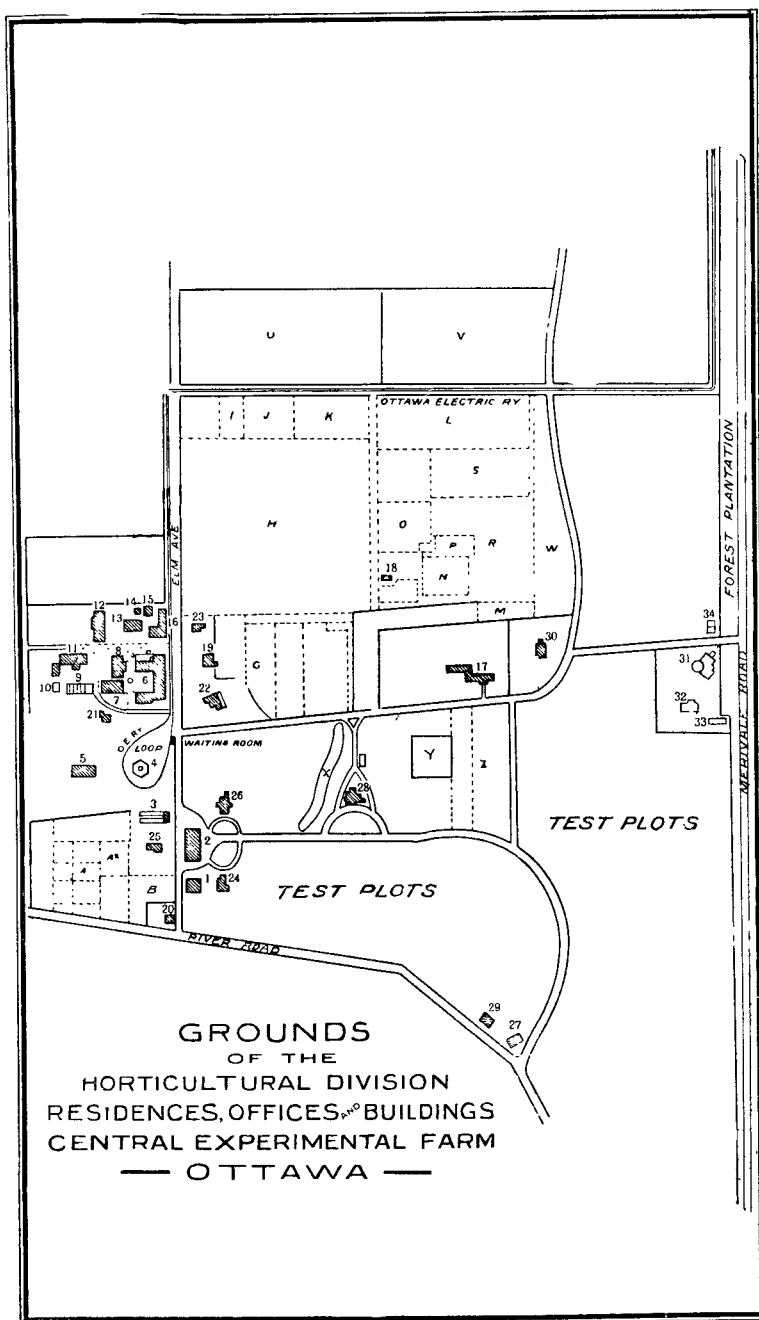 U
V
OTTAWA ELECTRIC RY
I
J
K
L
S
H
O
P
R
W
N
M
18
ELM AVE
FOREST PLANTATION
MERIVALE ROAD
12
14
15
13
16
23
11
8
19
G
22
10
9
7
6
21
17
30
34
31
32
33
O E RY
LOOP
4
5
WAITING ROOM
X
Y
Z
28
26
3
25
2
A
A2
B
1
24
20
TEST PLOTS
TEST PLOTS
RIVER ROAD
29
27
GROUNDS
OF THE
HORTICULTURAL DIVISION
RESIDENCES, OFFICES AND BUILDINGS
CENTRAL EXPERIMENTAL FARM
— OTTAWA —